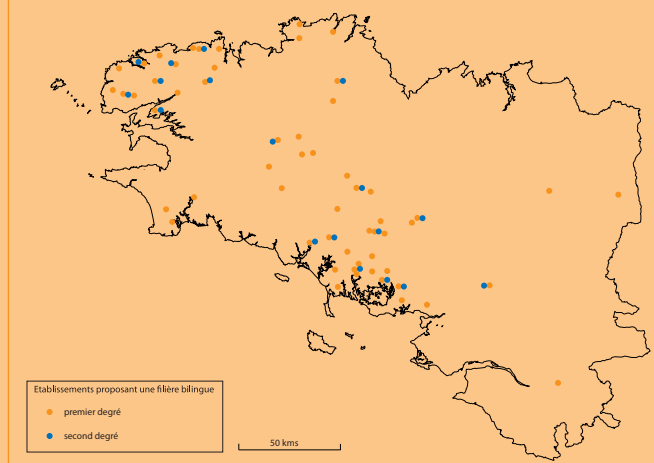 Etablissements proposant une filière bilingue
premier degré
second degré
50 kms